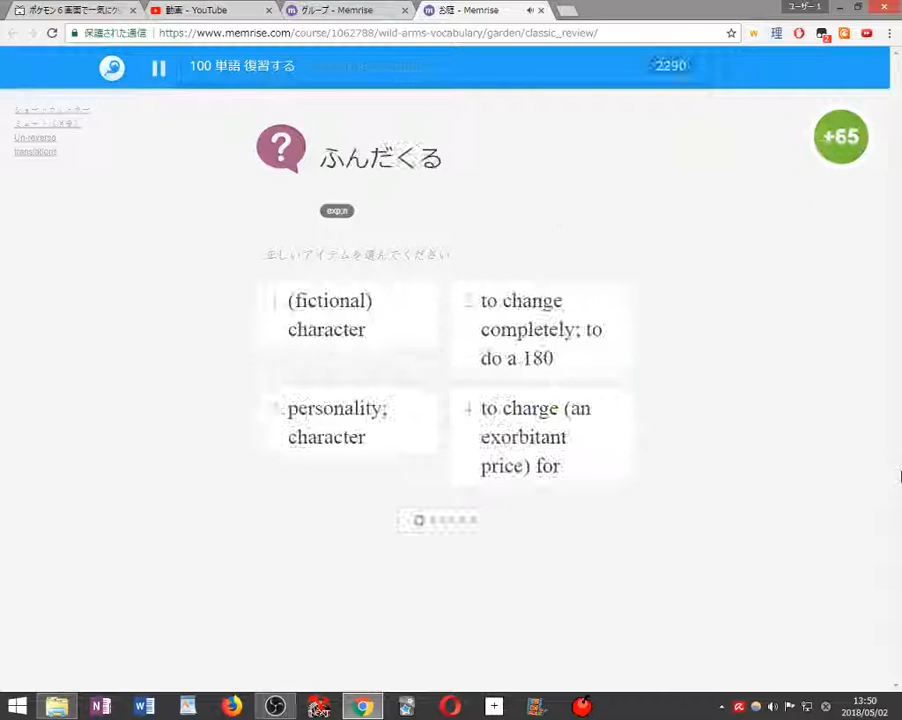 ポケモン6画面で一気にク
動画 - YouTube
グループ - Memrise
お庭 - Memrise
ユーザー 1
保護された通信
https://www.memrise.com/course/1062788/wild-arms-vocabulary/garden/classic_review/
100 単語 復習する
2290
Un-reverse
translations
+65
?
ふんだくる
exp;n
正しいアイテムを選んでください
1 (fictional)
character
2 to change
completely; to
do a 180
personality;
character
4 to charge (an
exorbitant
price) for
13:50
2018/05/02